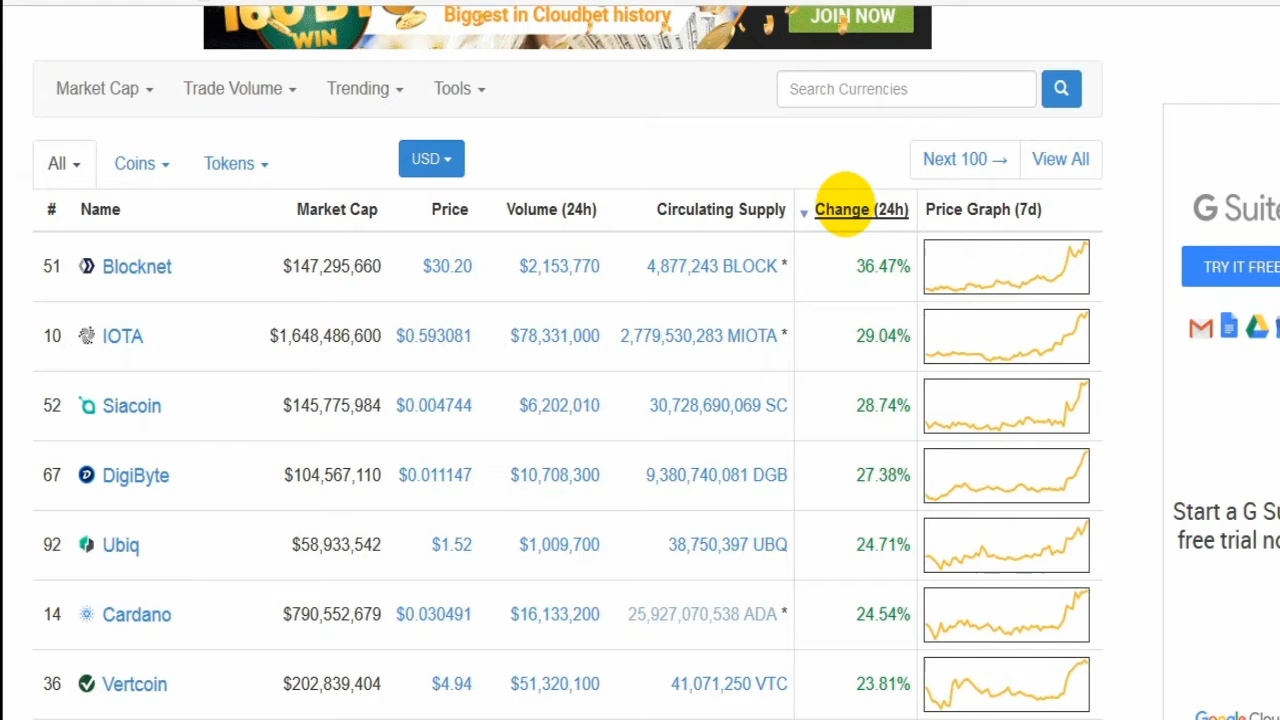 WIN
Biggest in Cloudbet history
JOIN NOW
Market Cap
Trade Volume
Trending
Tools
Search Currencies
All
Coins
Tokens
USD
Next 100 →
View All
# Name Market Cap Price Volume (24h) Circulating Supply Change (24h) Price Graph (7d)
51 Blocknet $147,295,660 $30.20 $2,153,770 4,877,243 BLOCK * 36.47%
10 IOTA $1,648,486,600 $0.593081 $78,331,000 2,779,530,283 MIOTA * 29.04%
52 Siacoin $145,775,984 $0.004744 $6,202,010 30,728,690,069 SC 28.74%
67 DigiByte $104,567,110 $0.011147 $10,708,300 9,380,740,081 DGB 27.38%
92 Ubiq $58,933,542 $1.52 $1,009,700 38,750,397 UBQ 24.71%
14 Cardano $790,552,679 $0.030491 $16,133,200 25,927,070,538 ADA * 24.54%
36 Vertcoin $202,839,404 $4.94 $51,320,100 41,071,250 VTC 23.81%
G Suite
TRY IT FREE
Start a G Su
free trial no
Google Clou